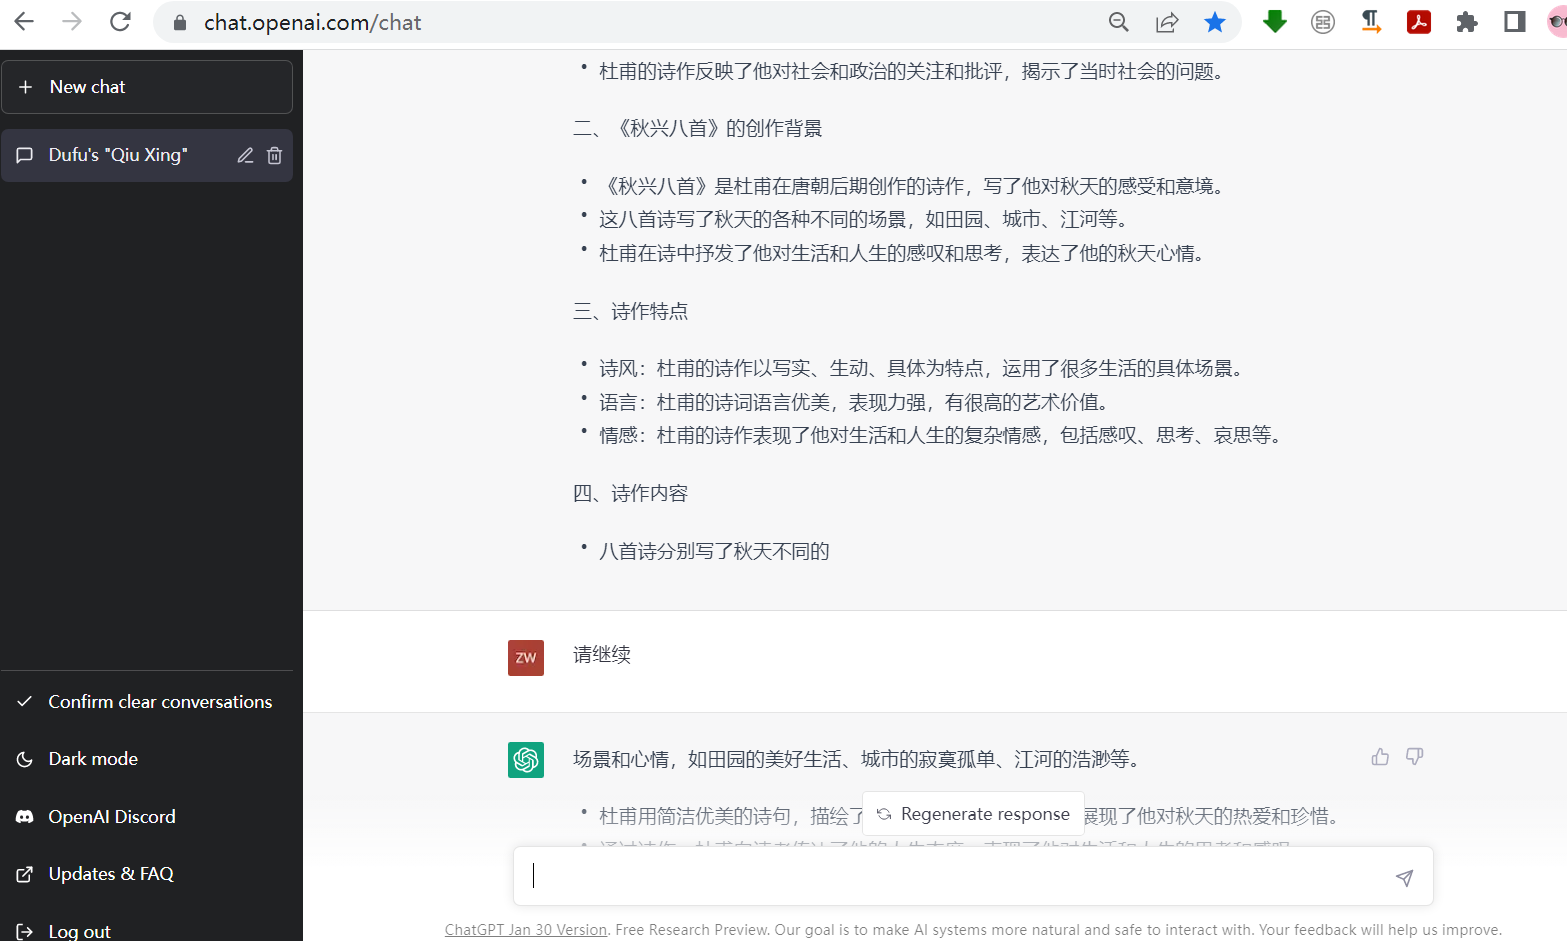 chat.openai.com/chat
New chat
Dufu's "Qiu Xing"
Confirm clear conversations
Dark mode
OpenAI Discord
Updates & FAQ
Log out
杜甫的诗作反映了他对社会和政治的关注和批评，揭示了当时社会的问题。
二、《秋兴八首》的创作背景
《秋兴八首》是杜甫在唐朝后期创作的诗作，写了他对秋天的感受和意境。
这八首诗写了秋天的各种不同的场景，如田园、城市、江河等。
杜甫在诗中抒发了他对生活和人生的感叹和思考，表达了他的秋天心情。
三、诗作特点
诗风：杜甫的诗作以写实、生动、具体为特点，运用了很多生活的具体场景。
语言：杜甫的诗词语言优美，表现力强，有很高的艺术价值。
情感：杜甫的诗作表现了他对生活和人生的复杂情感，包括感叹、思考、哀思等。
四、诗作内容
八首诗分别写了秋天不同的
ZW
请继续
场景和心情，如田园的美好生活、城市的寂寞孤单、江河的浩渺等。
杜甫用简洁优美的诗句，描绘了
Regenerate response
展现了他对秋天的热爱和珍惜。
ChatGPT Jan 30 Version. Free Research Preview. Our goal is to make AI systems more natural and safe to interact with. Your feedback will help us improve.